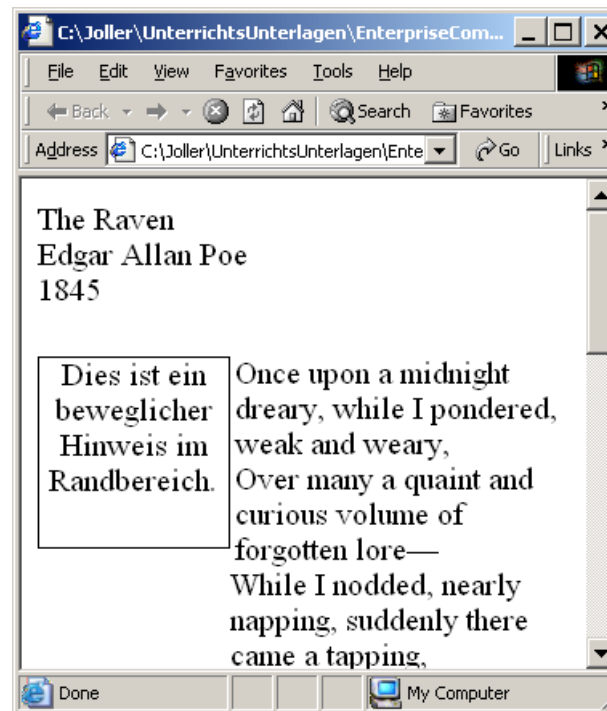 C:\Joller\UnterrichtsUnterlagen\EnterpriseCom...
File Edit View Favorites Tools Help
Back Search Favorites
Address C:\Joller\UnterrichtsUnterlagen\Ente Go Links
The Raven
Edgar Allan Poe
1845
Dies ist ein
beweglicher
Hinweis im
Randbereich.
Once upon a midnight
dreary, while I pondered,
weak and weary,
Over many a quaint and
curious volume of
forgotten lore—
While I nodded, nearly
napping, suddenly there
came a tapping,
Done My Computer